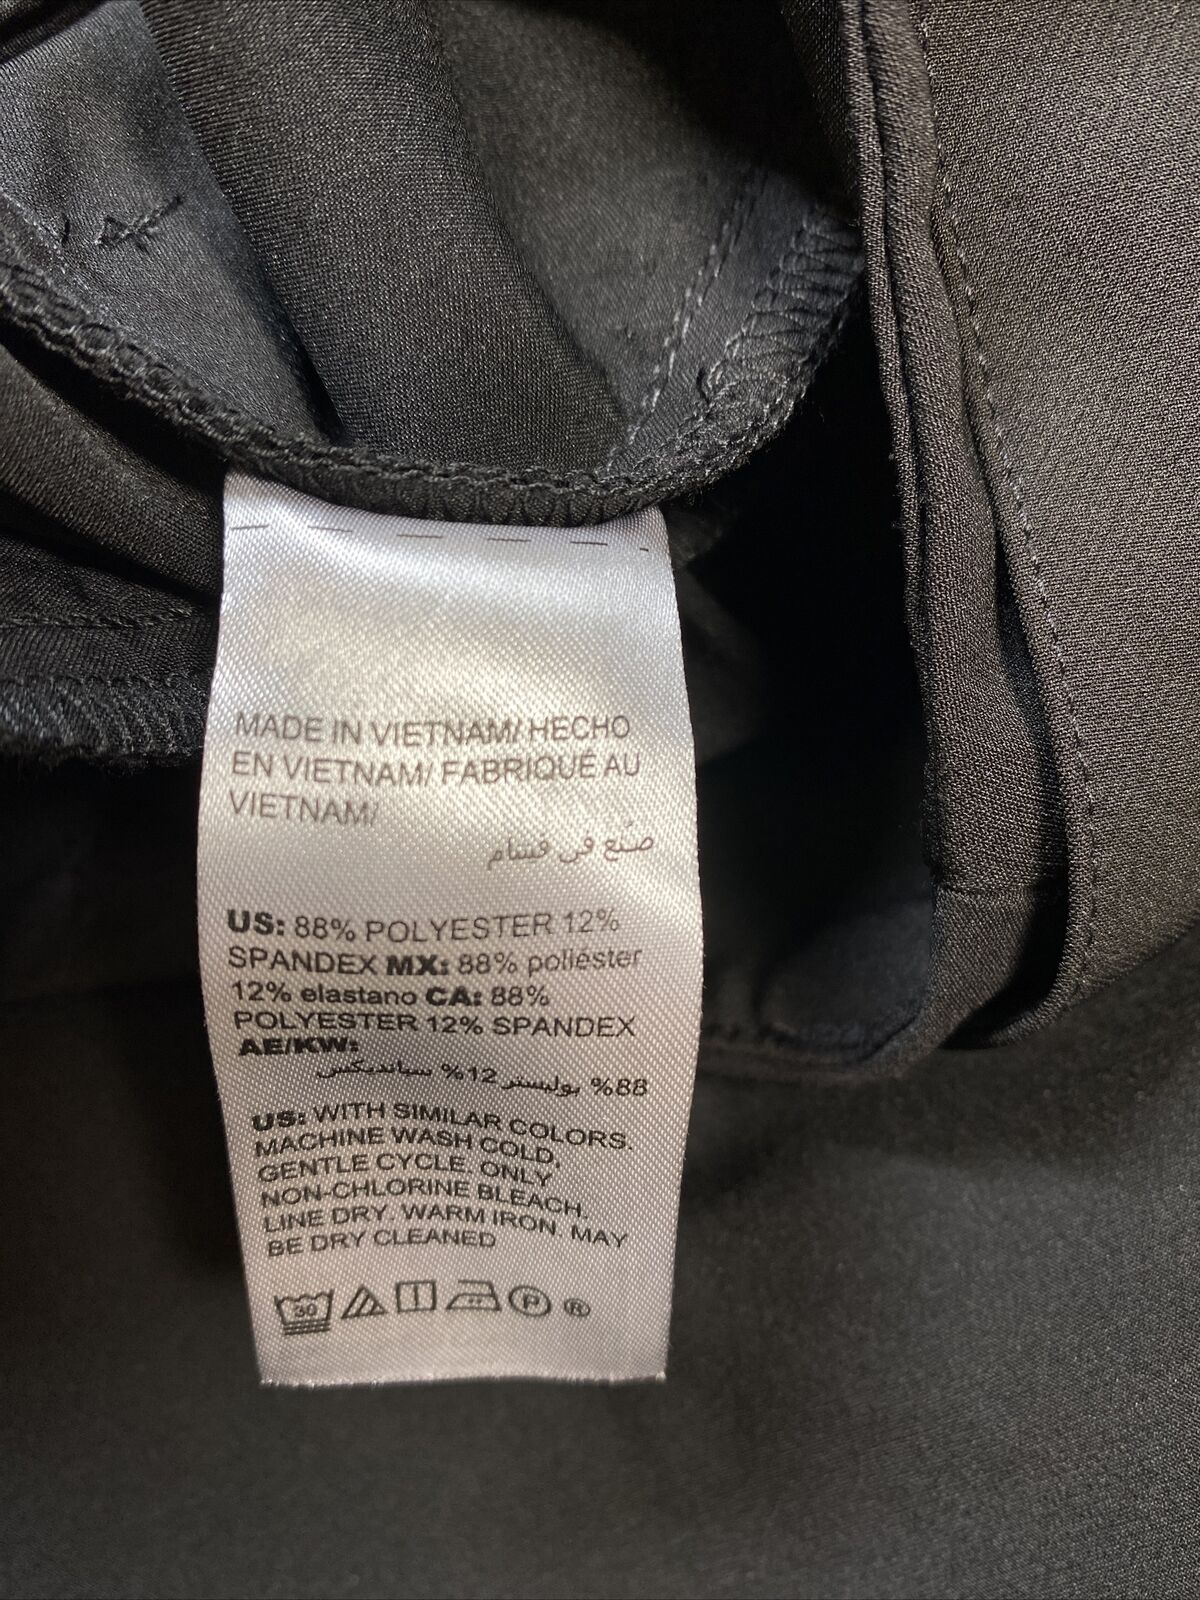 MADE IN VIETNAM/ HECHO
EN VIETNAM/ FABRIQUÉ AU
VIETNAM/
صنع في فيتنام
US: 88% POLYESTER 12%
SPANDEX MX: 88% poliéster
12% elastano CA: 88%
POLYESTER 12% SPANDEX
AE/KW:
88% بوليستر 12% سبانديكس
US: WITH SIMILAR COLORS.
MACHINE WASH COLD,
GENTLE CYCLE. ONLY
NON-CHLORINE BLEACH.
LINE DRY. WARM IRON. MAY
BE DRY CLEANED
30 P ®